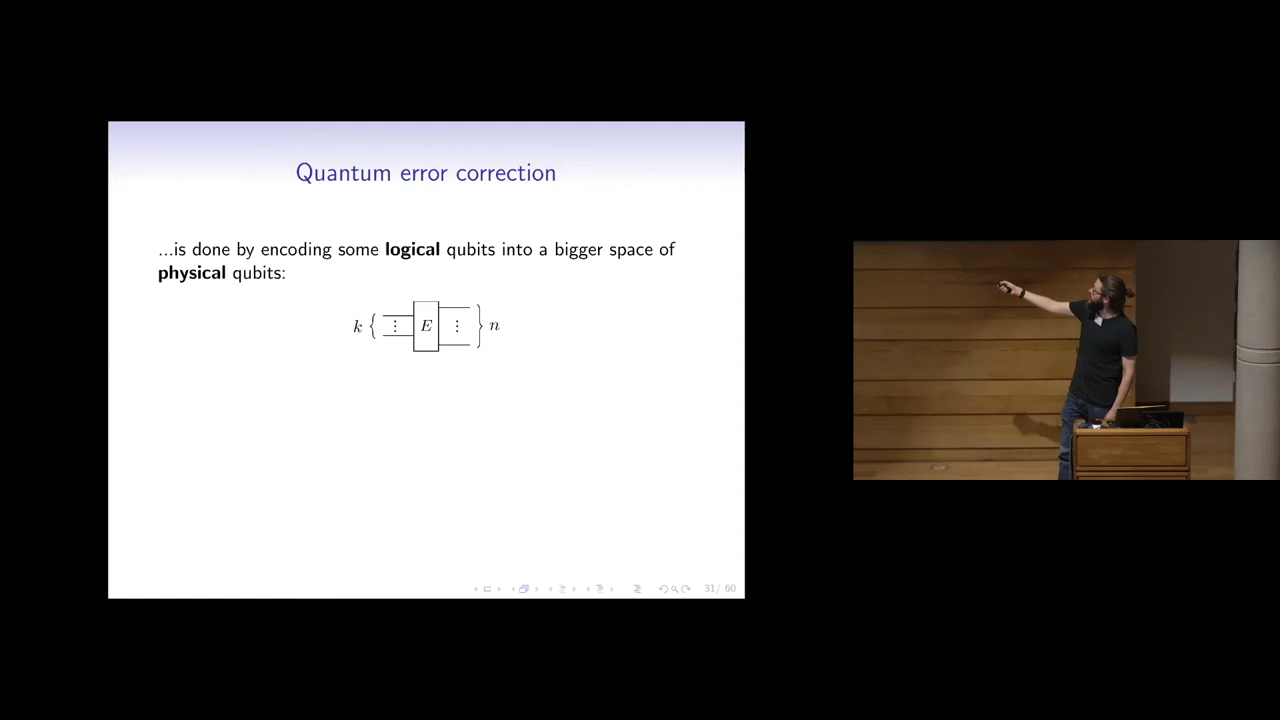 Quantum error correction
...is done by encoding some logical qubits into a bigger space of
physical qubits:
k { ⋮ E ⋮ } n
31/ 60